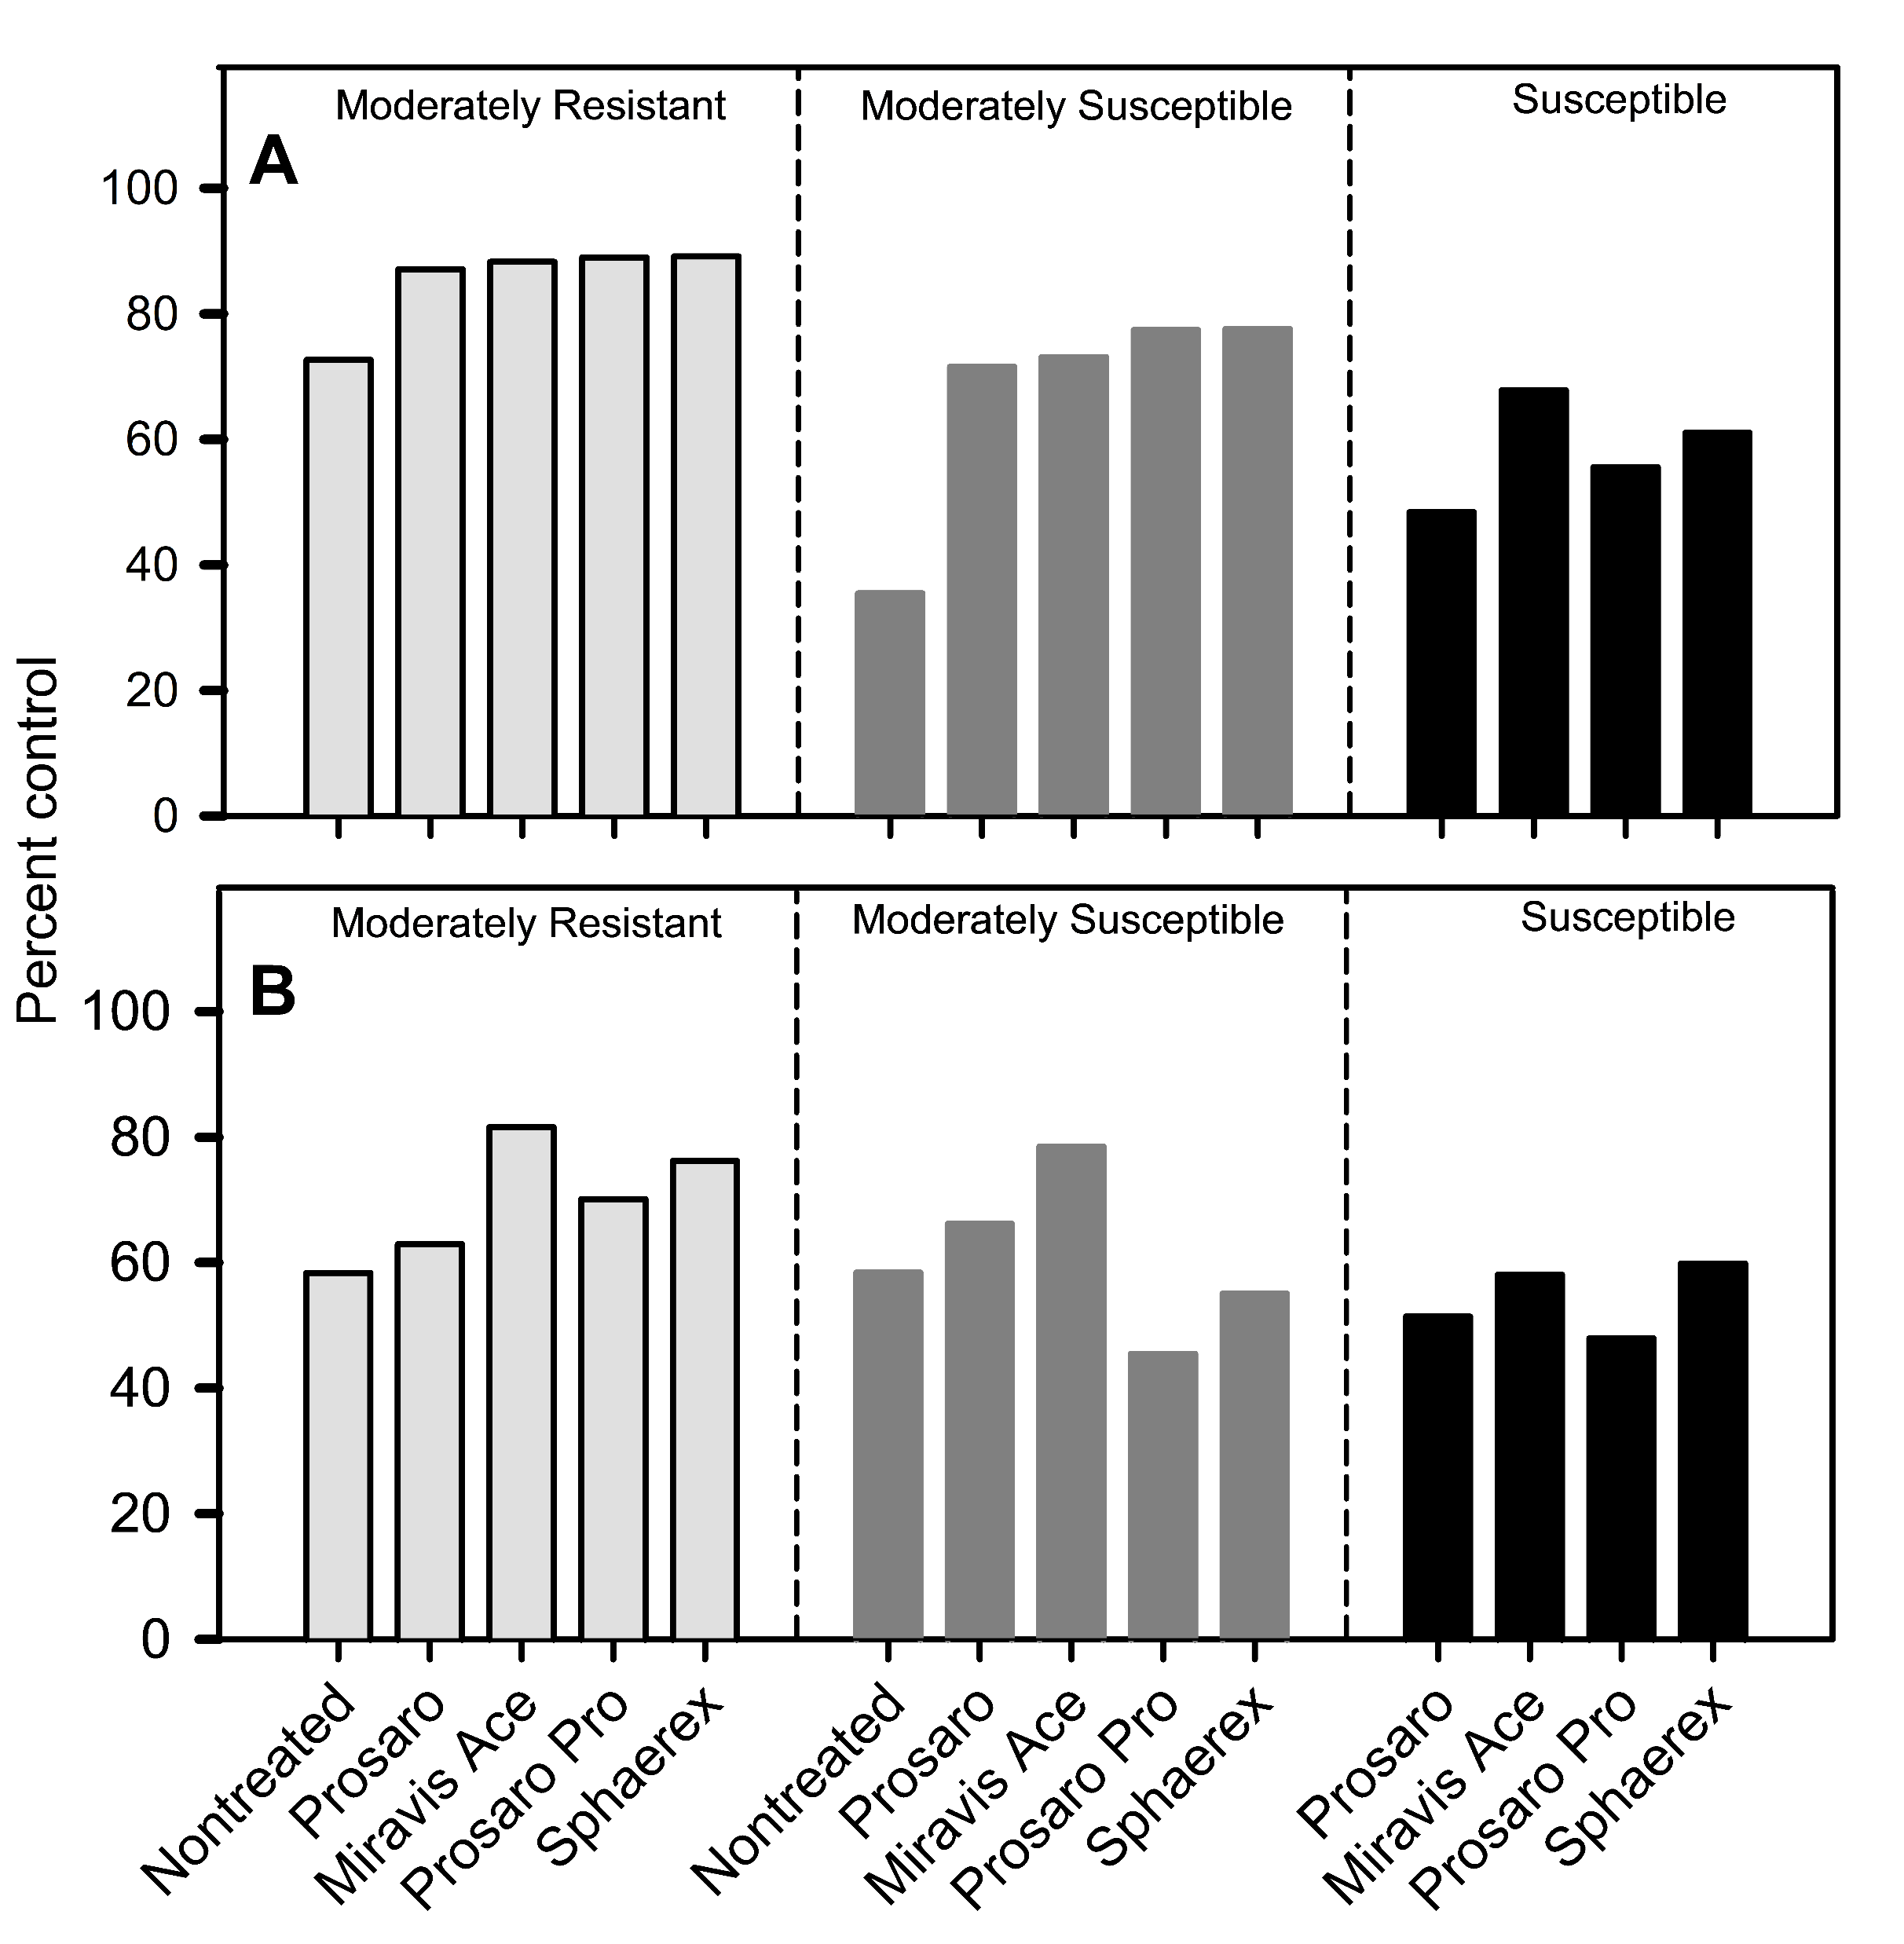 Percent control
Moderately Resistant
Moderately Susceptible
Susceptible
A
100
80
60
40
20
0
Moderately Resistant
Moderately Susceptible
Susceptible
B
100
80
60
40
20
0
Nontreated
Prosaro
Miravis Ace
Prosaro Pro
Sphaerex
Nontreated
Prosaro
Miravis Ace
Prosaro Pro
Sphaerex
Prosaro
Miravis Ace
Prosaro Pro
Sphaerex